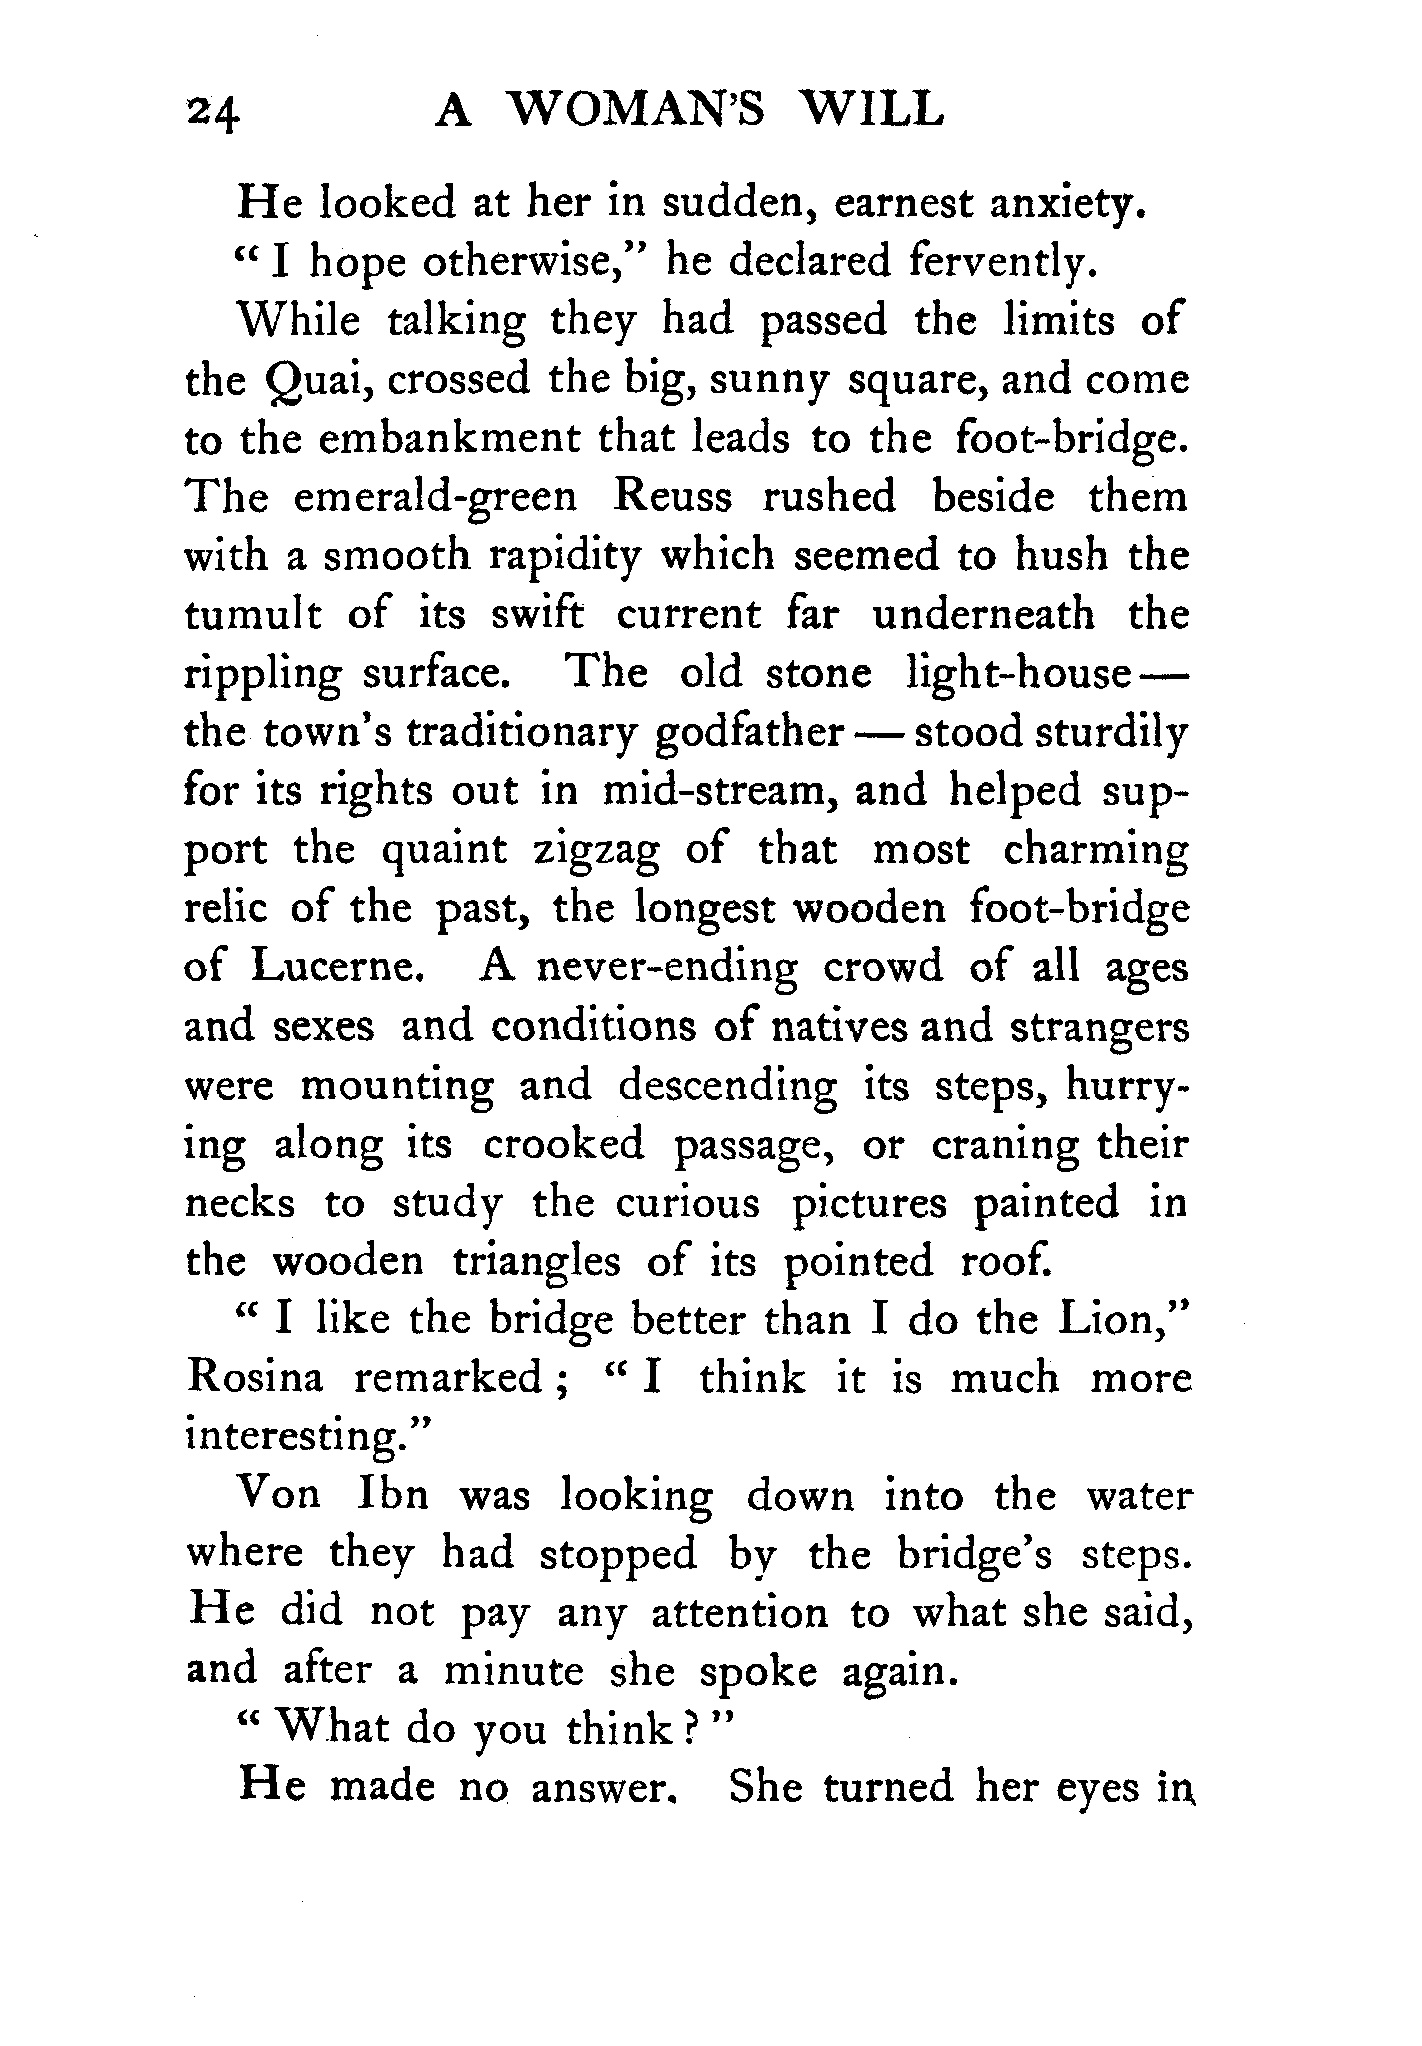 24 A WOMAN'S WILL
He looked at her in sudden, earnest anxiety.
“ I hope otherwise,” he declared fervently.
While talking they had passed the limits of
the Quai, crossed the big, sunny square, and come
to the embankment that leads to the foot-bridge.
The emerald-green Reuss rushed beside them
with a smooth rapidity which seemed to hush the
tumult of its swift current far underneath the
rippling surface. The old stone light-house —
the town's traditionary godfather — stood sturdily
for its rights out in mid-stream, and helped sup-
port the quaint zigzag of that most charming
relic of the past, the longest wooden foot-bridge
of Lucerne. A never-ending crowd of all ages
and sexes and conditions of natives and strangers
were mounting and descending its steps, hurry-
ing along its crooked passage, or craning their
necks to study the curious pictures painted in
the wooden triangles of its pointed roof.
“ I like the bridge better than I do the Lion,”
Rosina remarked ; “ I think it is much more
interesting.”
Von Ibn was looking down into the water
where they had stopped by the bridge's steps.
He did not pay any attention to what she said,
and after a minute she spoke again.
“ What do you think ? ”
He made no answer. She turned her eyes in